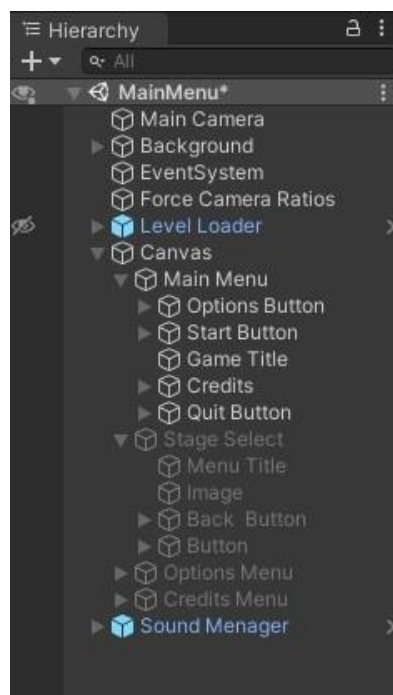 Hierarchy
All
MainMenu*
Main Camera
Background
EventSystem
Force Camera Ratios
Level Loader
Canvas
Main Menu
Options Button
Start Button
Game Title
Credits
Quit Button
Stage Select
Menu Title
Image
Back  Button
Button
Options Menu
Credits Menu
Sound Menager